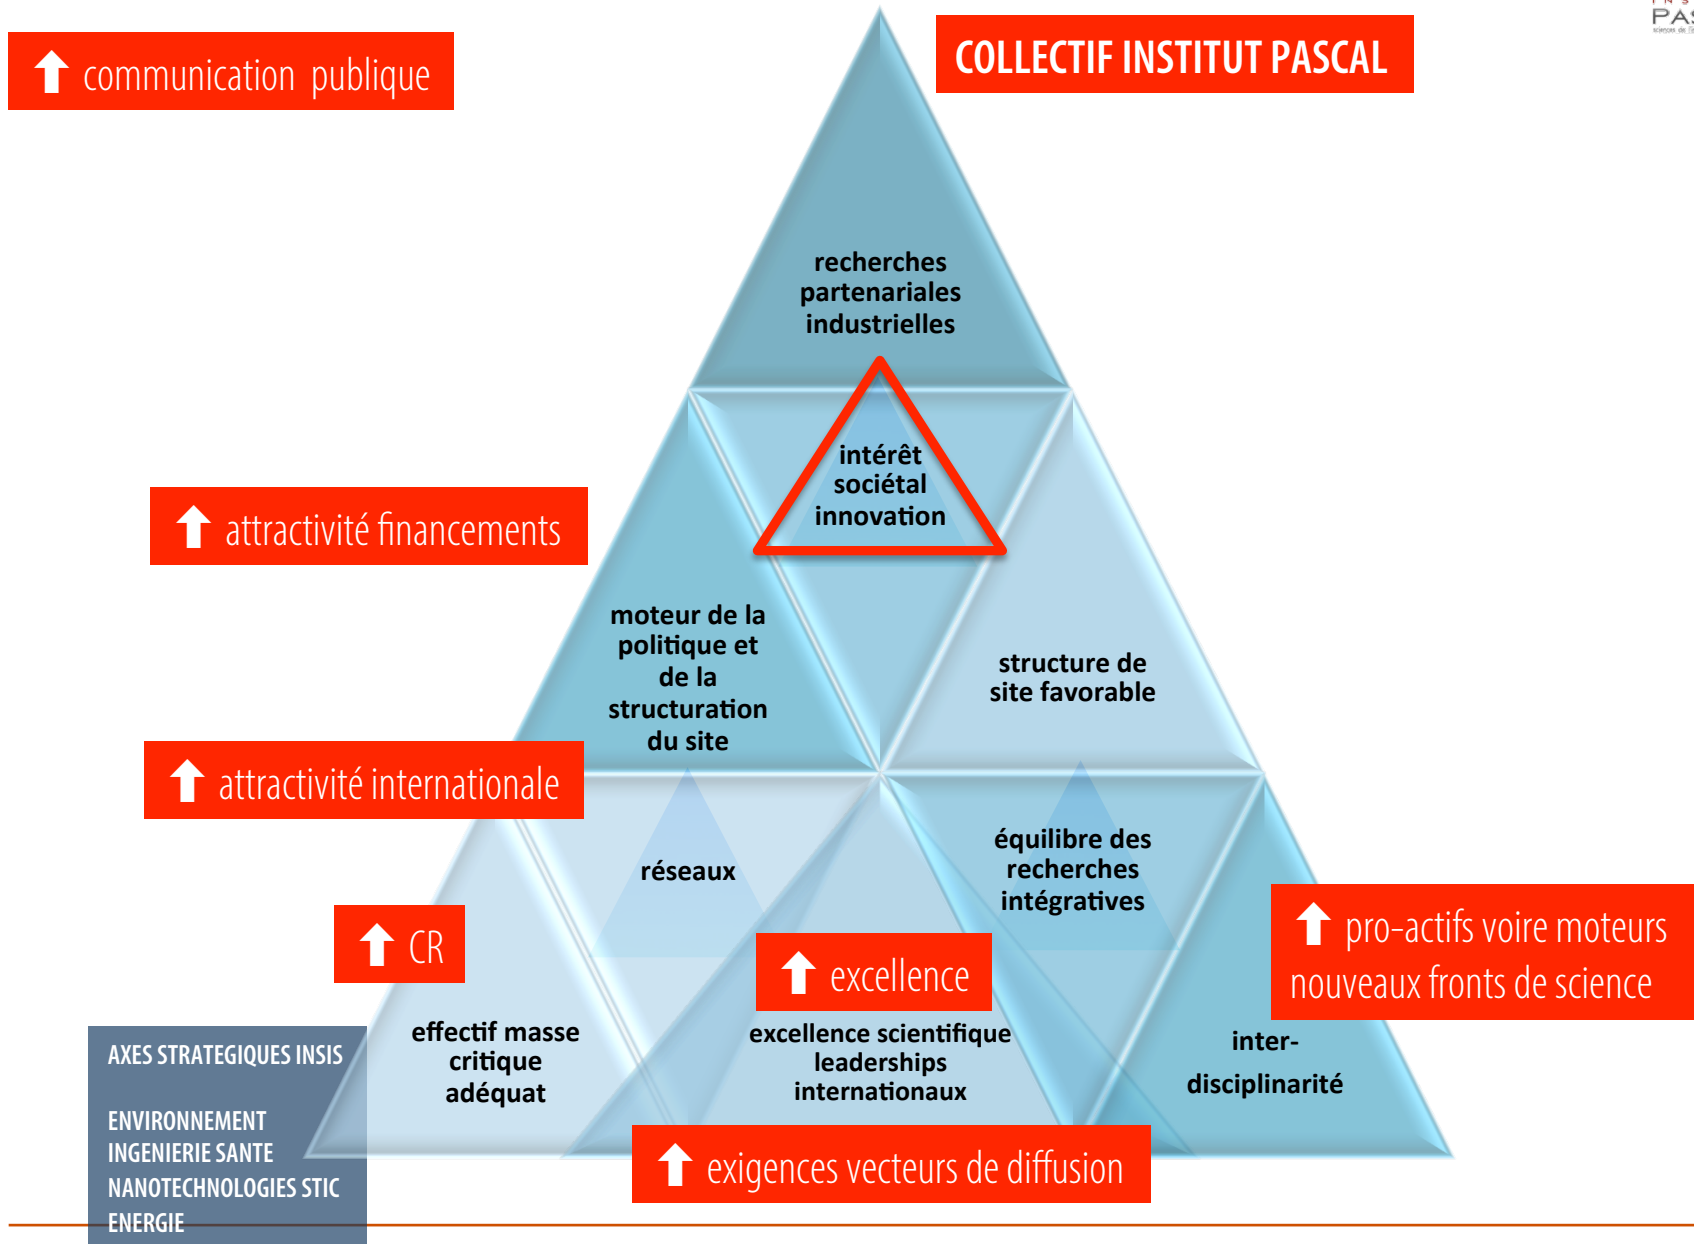 communication publique
COLLECTIF INSTITUT PASCAL
recherches
partenariales
industrielles
intérêt
sociétal
innovation
attractivité financements
moteur de la
politique et
de la
structuration
du site
structure de
site favorable
attractivité internationale
réseaux
équilibre des
recherches
intégratives
CR
excellence
pro-actifs voire moteurs
nouveaux fronts de science
effectif masse
critique
adéquat
excellence scientifique
leaderships
internationaux
inter-
disciplinarité
AXES STRATEGIQUES INSIS
ENVIRONNEMENT
INGENIERIE SANTE
NANOTECHNOLOGIES STIC
ENERGIE
exigences vecteurs de diffusion